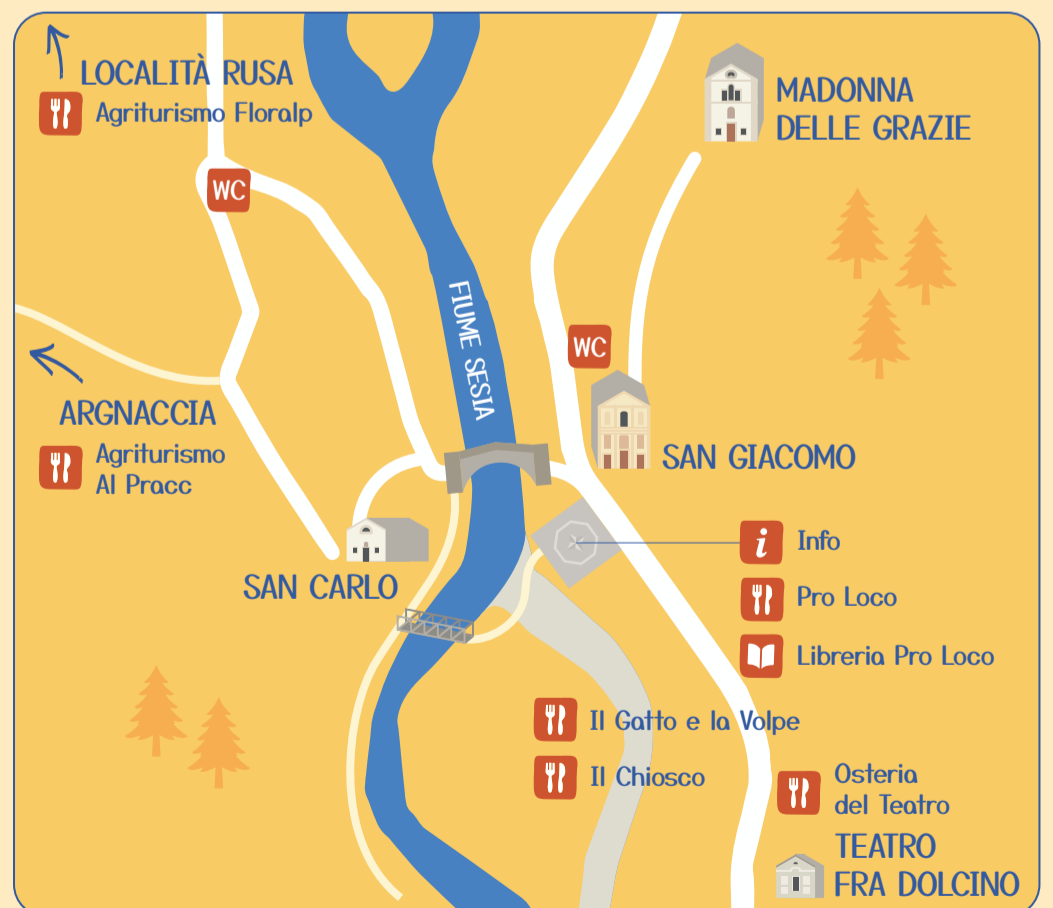 LOCALITÀ RUSA
Agriturismo Floralp
MADONNA
DELLE GRAZIE
WC
FIUME SESIA
WC
ARGNACCIA
Agriturismo
Al Pracc
SAN GIACOMO
Info
SAN CARLO
Pro Loco
Libreria Pro Loco
Il Gatto e la Volpe
Il Chiosco
Osteria
del Teatro
TEATRO
FRA DOLCINO